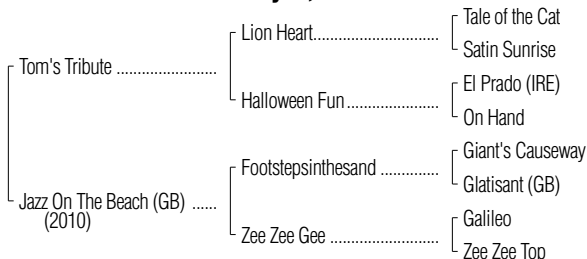 Tale of the Cat
Lion Heart
Satin Sunrise
Tom's Tribute
El Prado (IRE)
Halloween Fun
On Hand
Giant's Causeway
Footstepsinthesand
Glatisant (GB)
Jazz On The Beach (GB)
(2010)
Galileo
Zee Zee Gee
Zee Zee Top